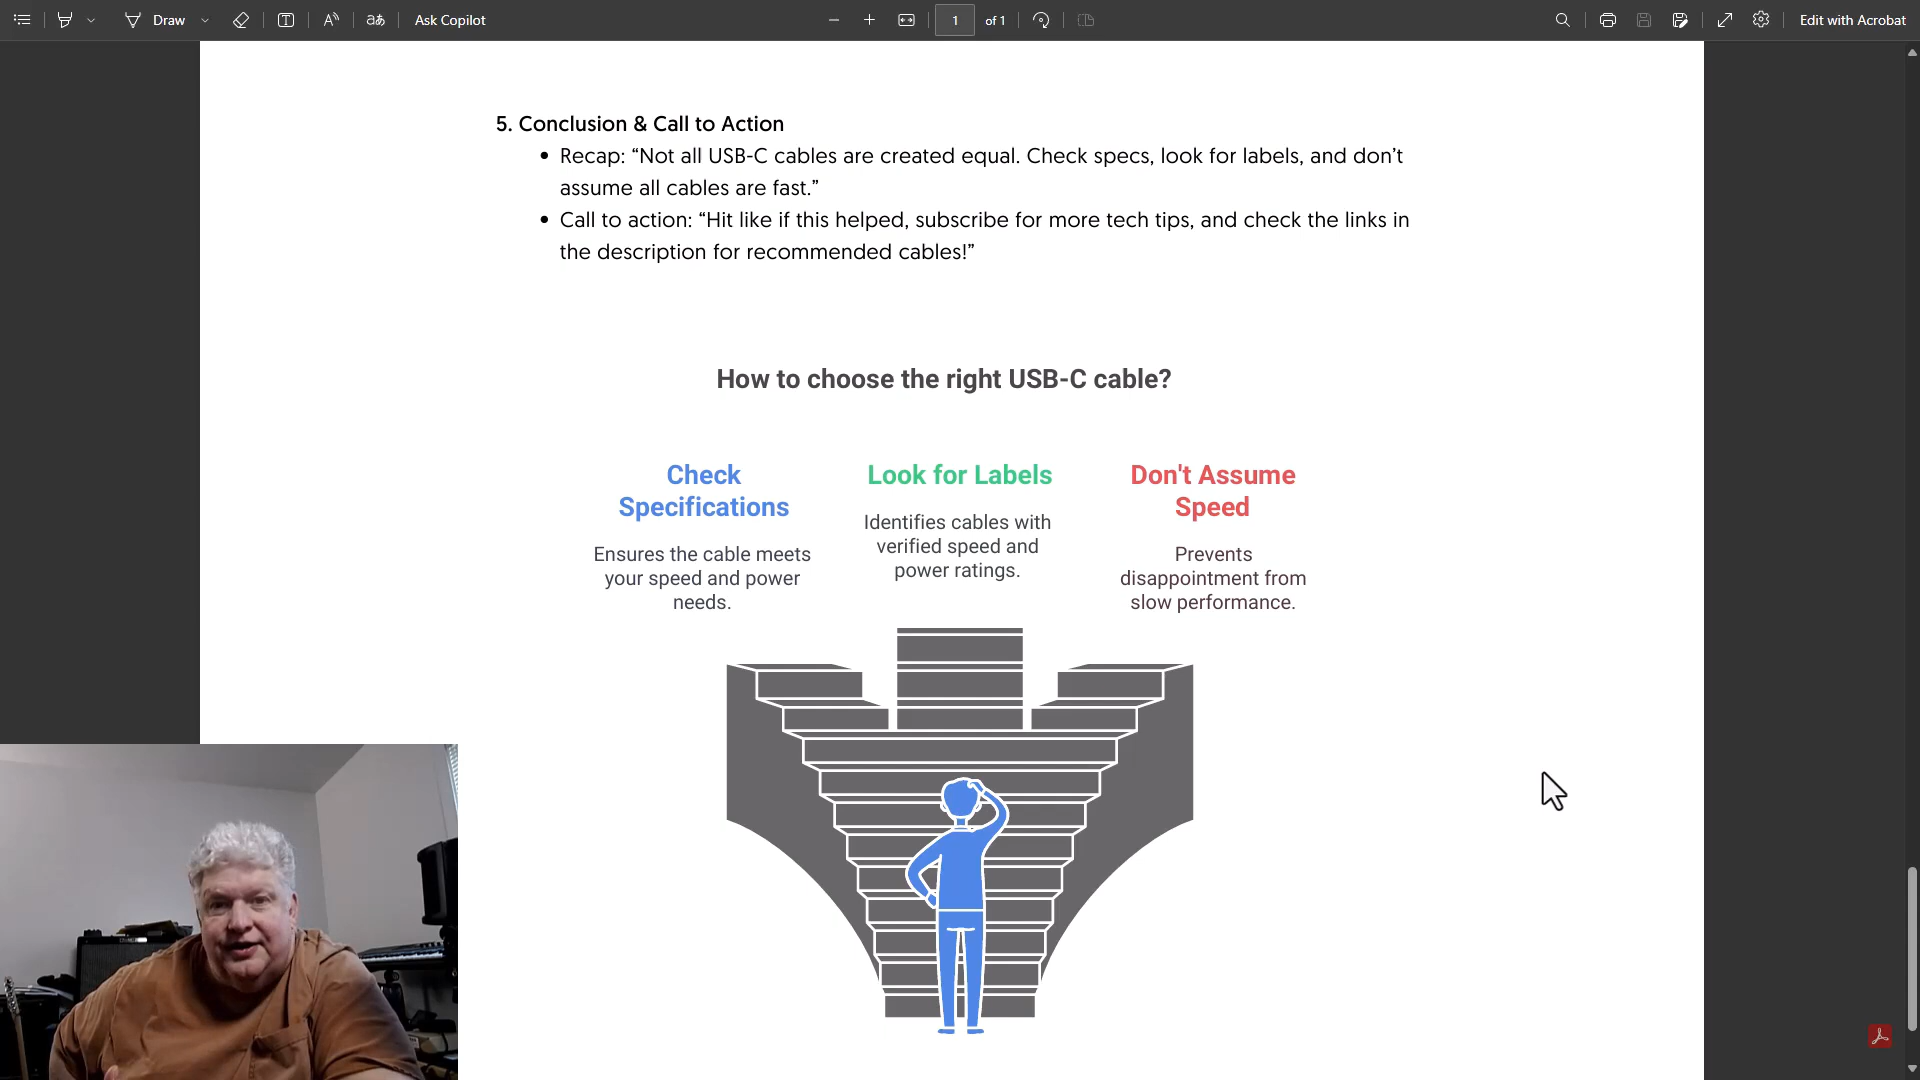 Draw
aあ
Ask Copilot
1
of 1
Edit with Acrobat
5. Conclusion & Call to Action
• Recap: “Not all USB-C cables are created equal. Check specs, look for labels, and don’t
assume all cables are fast.”
• Call to action: “Hit like if this helped, subscribe for more tech tips, and check the links in
the description for recommended cables!”
How to choose the right USB-C cable?
Check
Specifications
Ensures the cable meets
your speed and power
needs.
Look for Labels
Identifies cables with
verified speed and
power ratings.
Don't Assume
Speed
Prevents
disappointment from
slow performance.